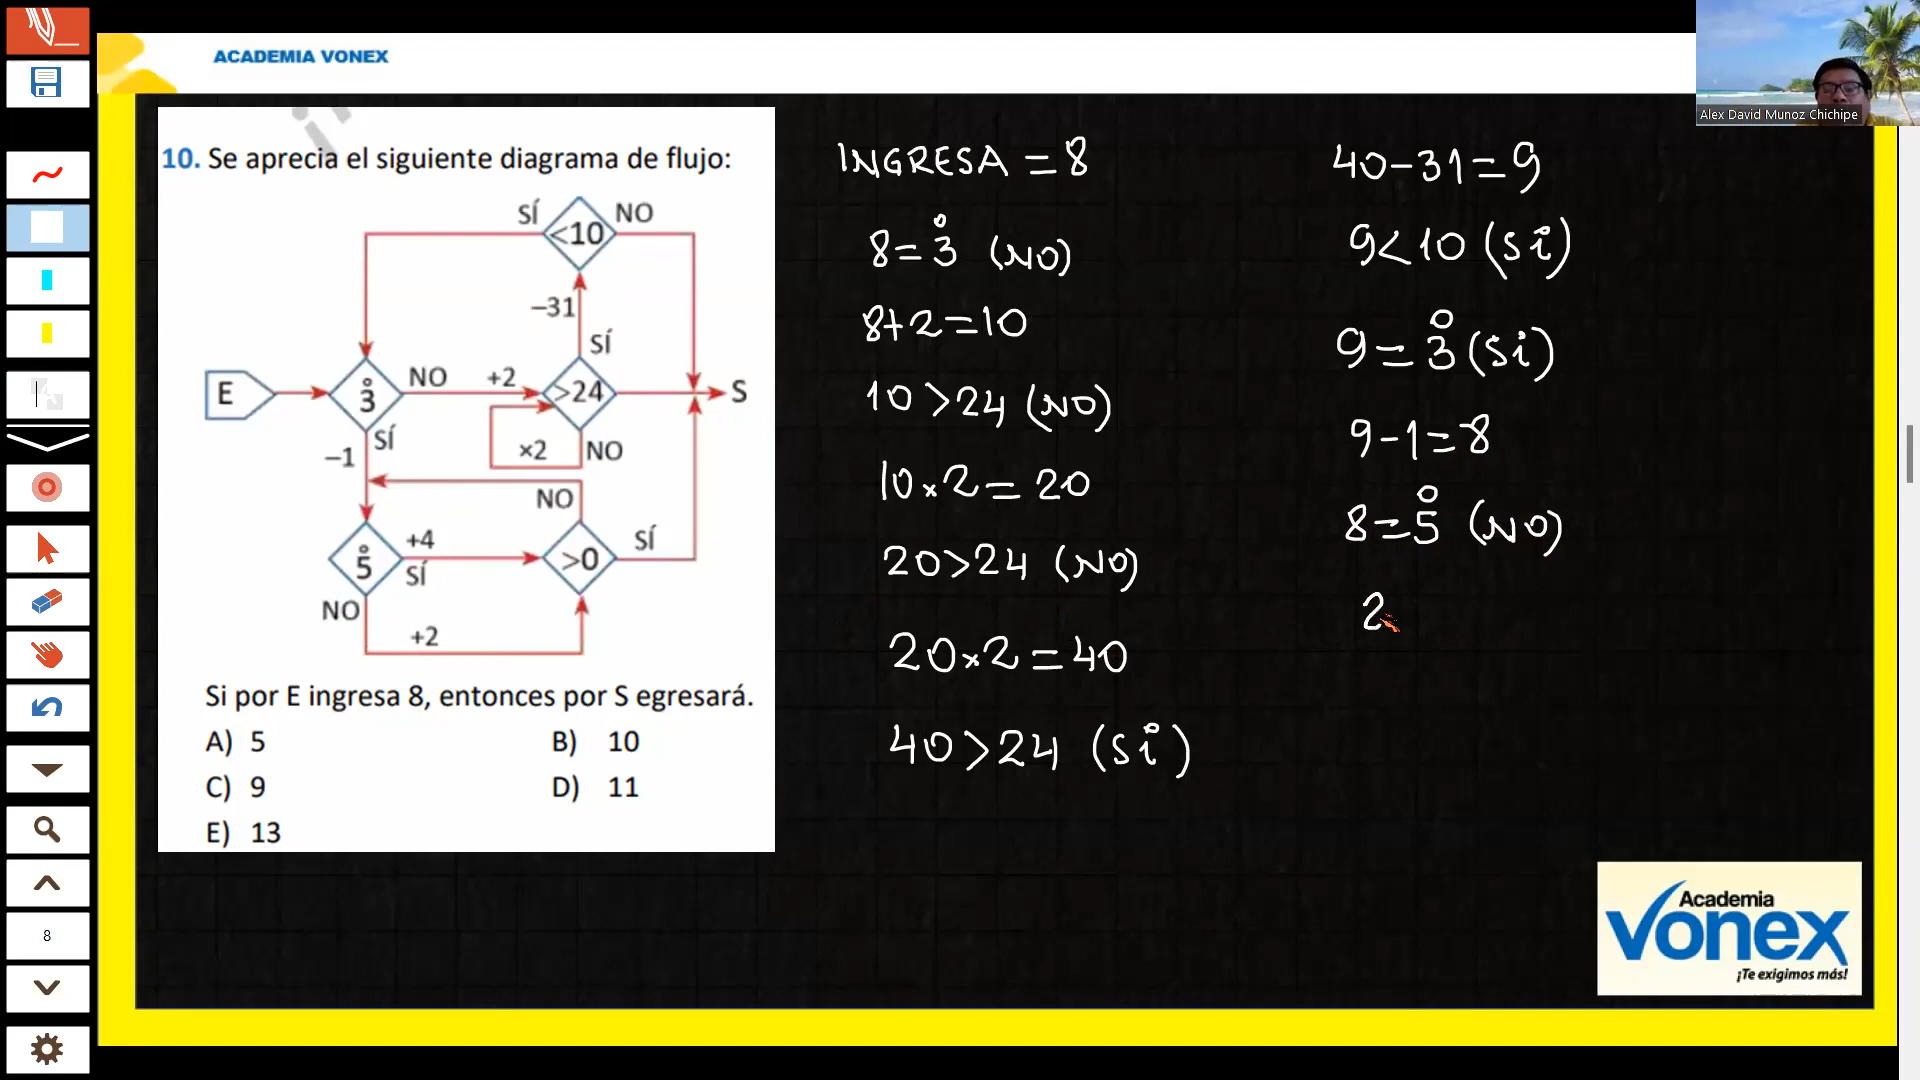 ACADEMIA VONEX
Alex David Munoz Chichipe
10. Se aprecia el siguiente diagrama de flujo:
SÍ <10 NO
–31
SÍ
E 3° NO +2 >24 S
SÍ
–1 ×2 NO
NO
5° +4 SÍ >0 SÍ
NO
+2
Si por E ingresa 8, entonces por S egresará.
A) 5 B) 10
C) 9 D) 11
E) 13
INGRESA = 8
8 = 3° (NO)
8+2=10
10 > 24 (NO)
10 × 2 = 20
20 > 24 (NO)
20 × 2 = 40
40 > 24 (Si)
40 – 31 = 9
9 < 10 (Si)
9 = 3° (Si)
9 – 1 = 8
8 = 5° (NO)
2
8
Academia
Vonex
¡Te exigimos más!